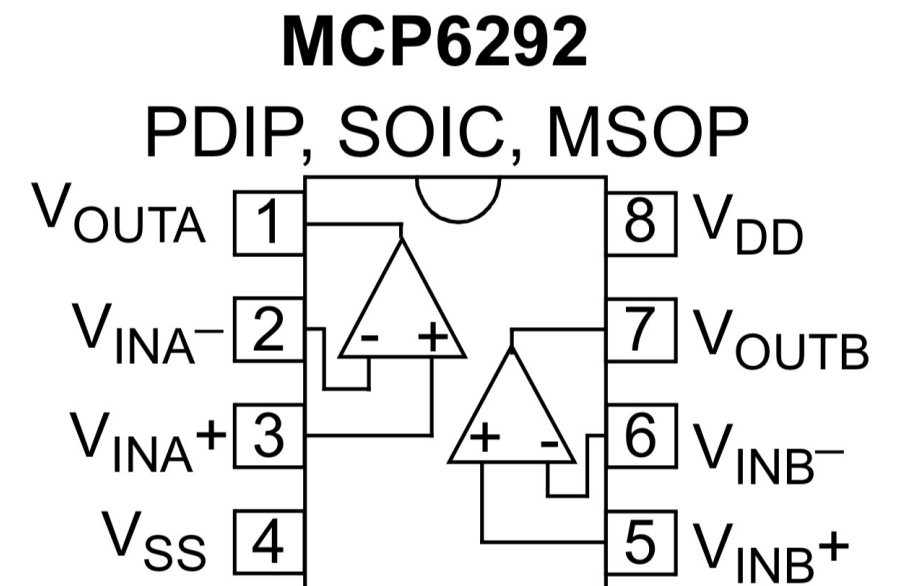 MCP6292
PDIP, SOIC, MSOP
VOUTA 1 8 VDD
VINA– 2 - + 7 VOUTB
VINA+ 3 + - 6 VINB–
VSS 4 5 VINB+